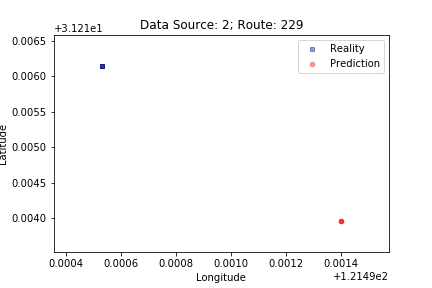 Data Source: 2; Route: 229
+3.121e1
Reality
Prediction
0.0065
0.0060
0.0055
0.0050
0.0045
0.0040
Latitude
0.0004 0.0006 0.0008 0.0010 0.0012 0.0014
+1.2149e2
Longitude